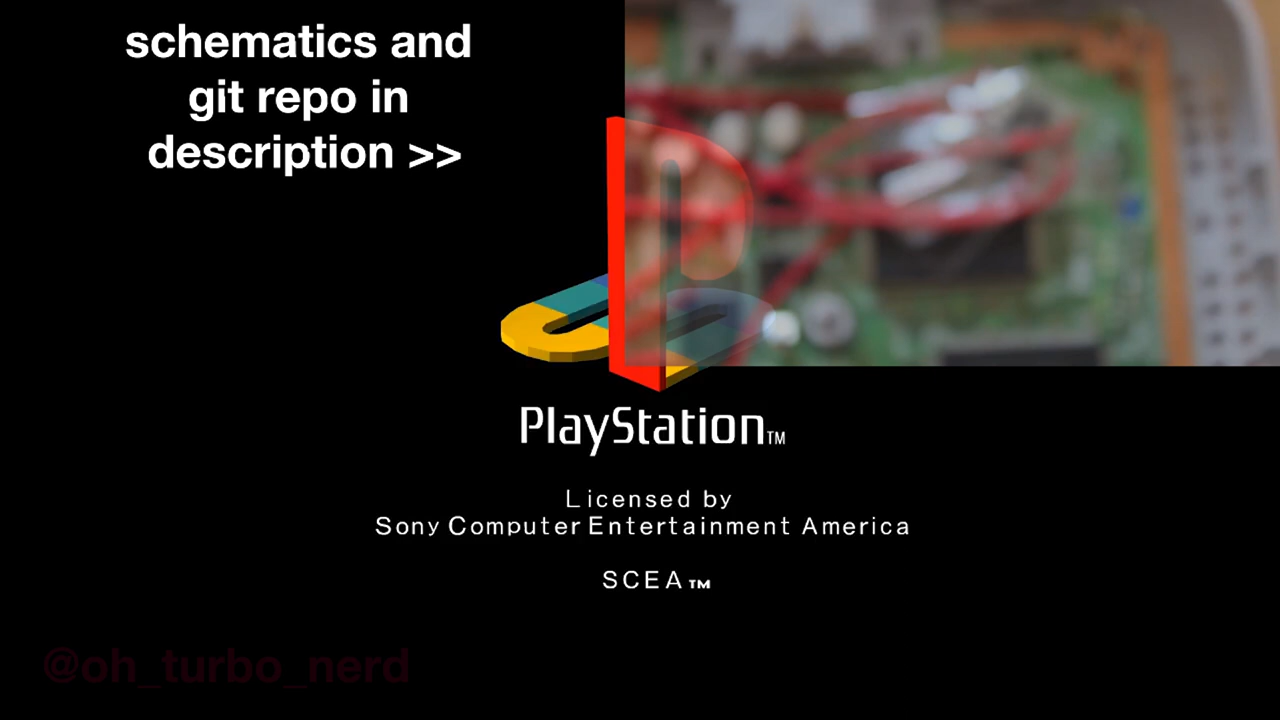 schematics and
git repo in
description >>
PlayStation™
Licensed by
Sony Computer Entertainment America
SCEA™
@oh_turbo_nerd